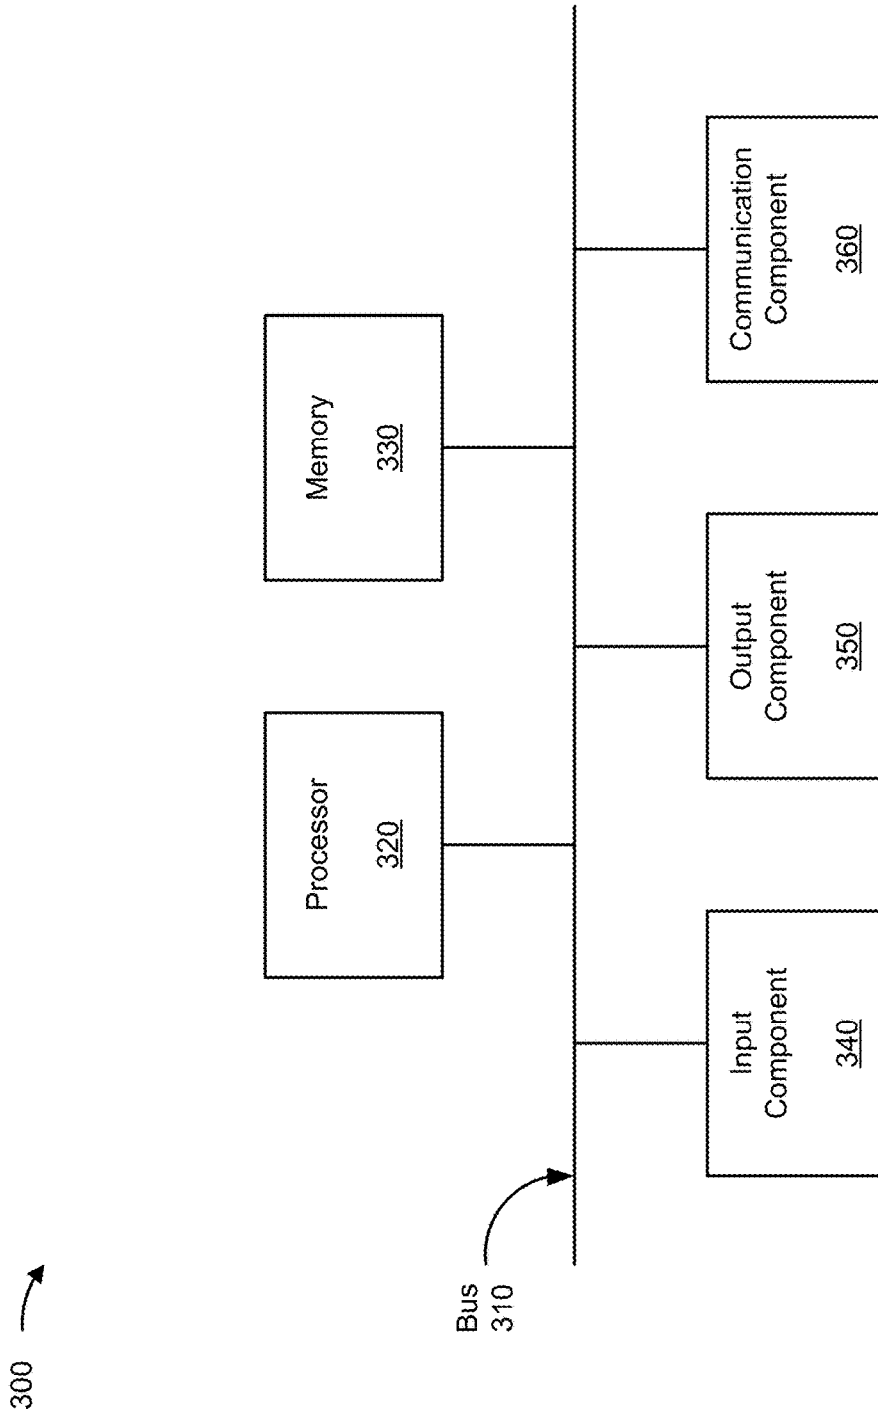 300
Processor
320
Memory
330
Bus
310
Input
Component
340
Output
Component
350
Communication
Component
360